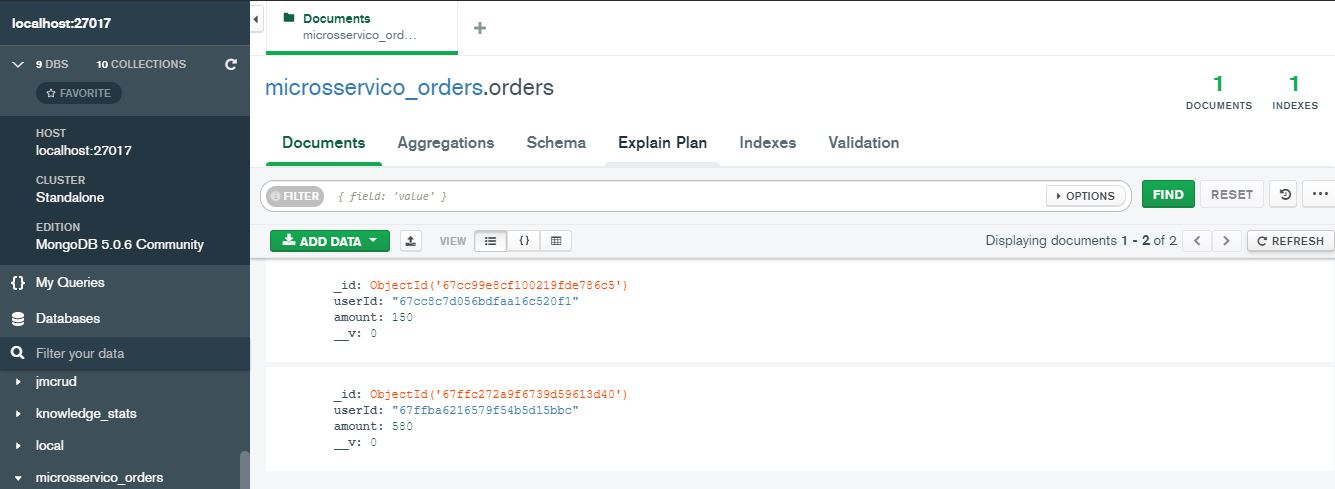 localhost:27017
9 DBS 10 COLLECTIONS
FAVORITE
HOST
localhost:27017
CLUSTER
Standalone
EDITION
MongoDB 5.0.6 Community
{} My Queries
Databases
Filter your data
jmcrud
knowledge_stats
local
microsservico_orders
Documents
microsservico_ord...
+
microsservico_orders.orders
1 DOCUMENTS
1 INDEXES
Documents Aggregations Schema Explain Plan Indexes Validation
FILTER { field: 'value' } OPTIONS FIND RESET ...
ADD DATA VIEW {} Displaying documents 1 - 2 of 2 < > REFRESH
_id: ObjectId('67cc99e8cf100219fde786c5')
userId: "67cc8c7d056bdfaa16c520f1"
amount: 150
__v: 0
_id: ObjectId('67ffc272a9f6739d59613d40')
userId: "67ffba6216579f54b5d15bbc"
amount: 580
__v: 0